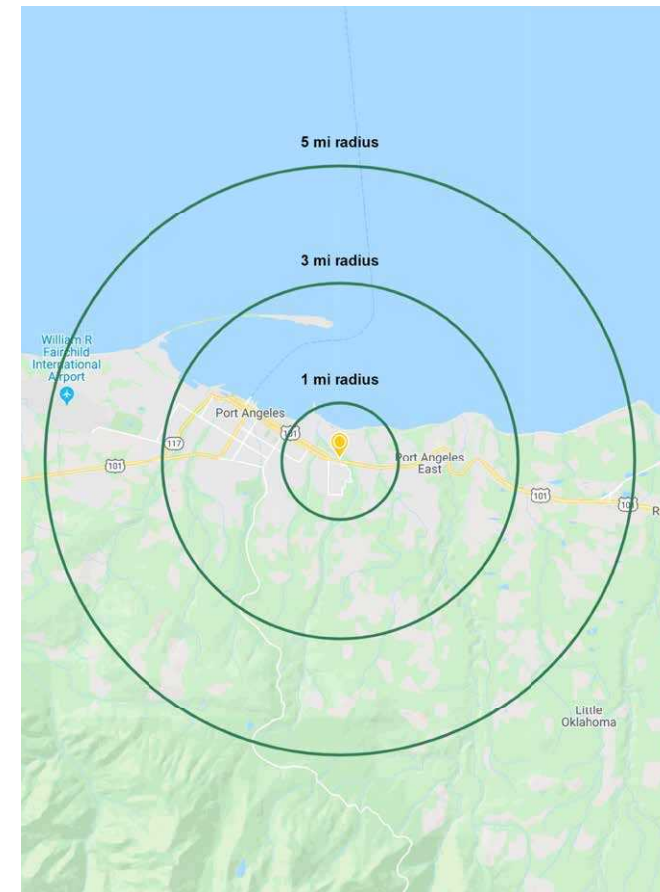 5 mi radius
3 mi radius
William R
Fairchild
International
Airport
1 mi radius
Port Angeles
101
117
Port Angeles
East
101
101
101
R
Little
Oklahoma